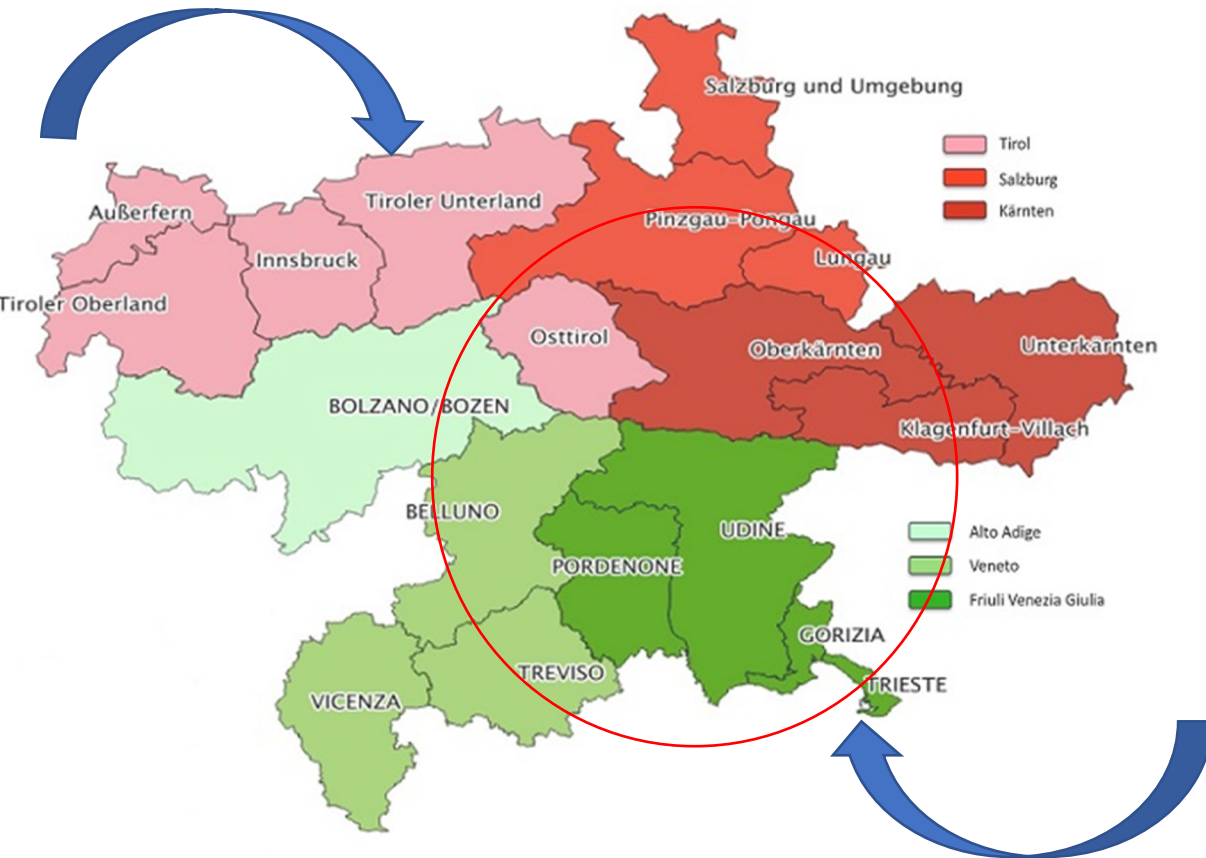 Salzburg und Umgebung
Tirol
Salzburg
Kärnten
Außerfern
Tiroler Unterland
Pinzgau-Pongau
Innsbruck
Lungau
Tiroler Oberland
Osttirol
Oberkärnten
Unterkärnten
BOLZANO/BOZEN
Klagenfurt-Villach
BELLUNO
UDINE
Alto Adige
PORDENONE
Veneto
Friuli Venezia Giulia
GORIZIA
TREVISO
TRIESTE
VICENZA